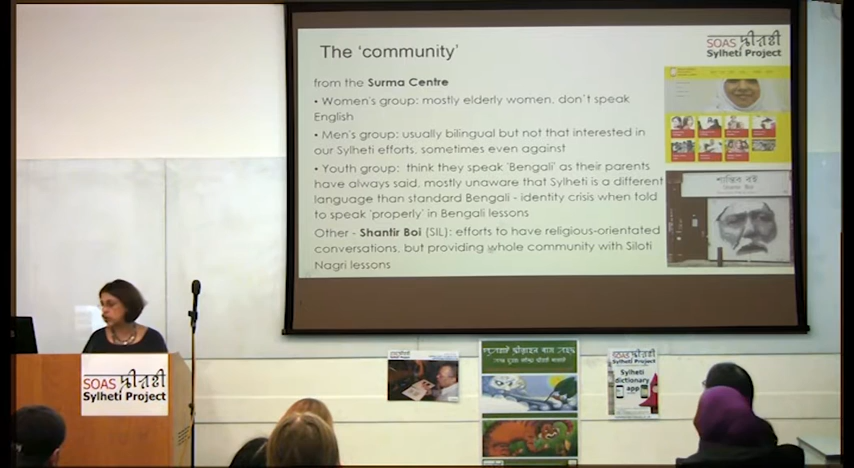 The 'community'
SOAS
Sylheti Project
from the Surma Centre
• Women's group: mostly elderly women, don't speak
English
• Men's group: usually bilingual but not that interested in
our Sylheti efforts, sometimes even against
• Youth group: think they speak 'Bengali' as their parents
have always said, mostly unaware that Sylheti is a different
language than standard Bengali - identity crisis when told
to speak 'properly' in Bengali lessons
Other - Shantir Boi (SIL): efforts to have religious-orientated
conversations, but providing whole community with Siloti
Nagri lessons
শান্তির বই
SOAS
Sylheti Project
SOAS
Sylheti
dictionary
app